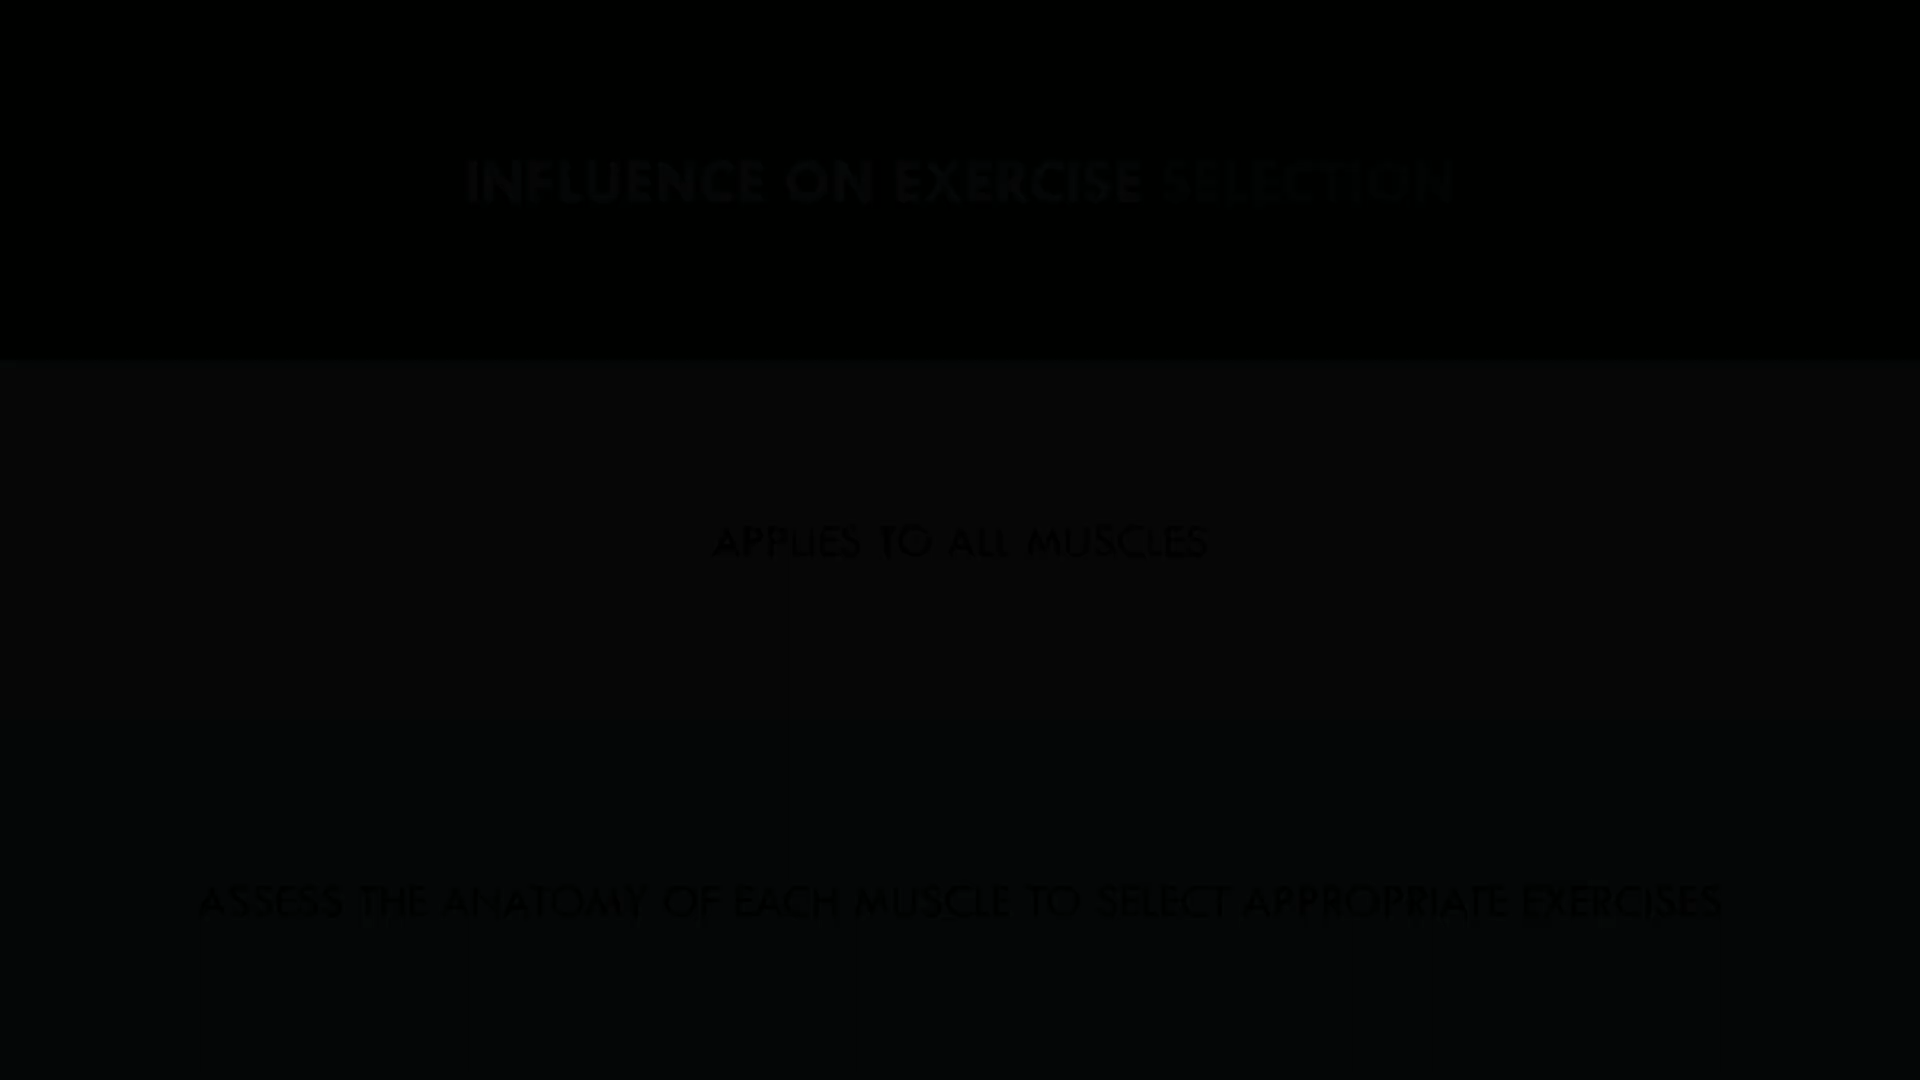 INFLUENCE ON EXERCISE SELECTION
APPLIES TO ALL MUSCLES
ASSESS THE ANATOMY OF EACH MUSCLE TO SELECT APPROPRIATE EXERCISES